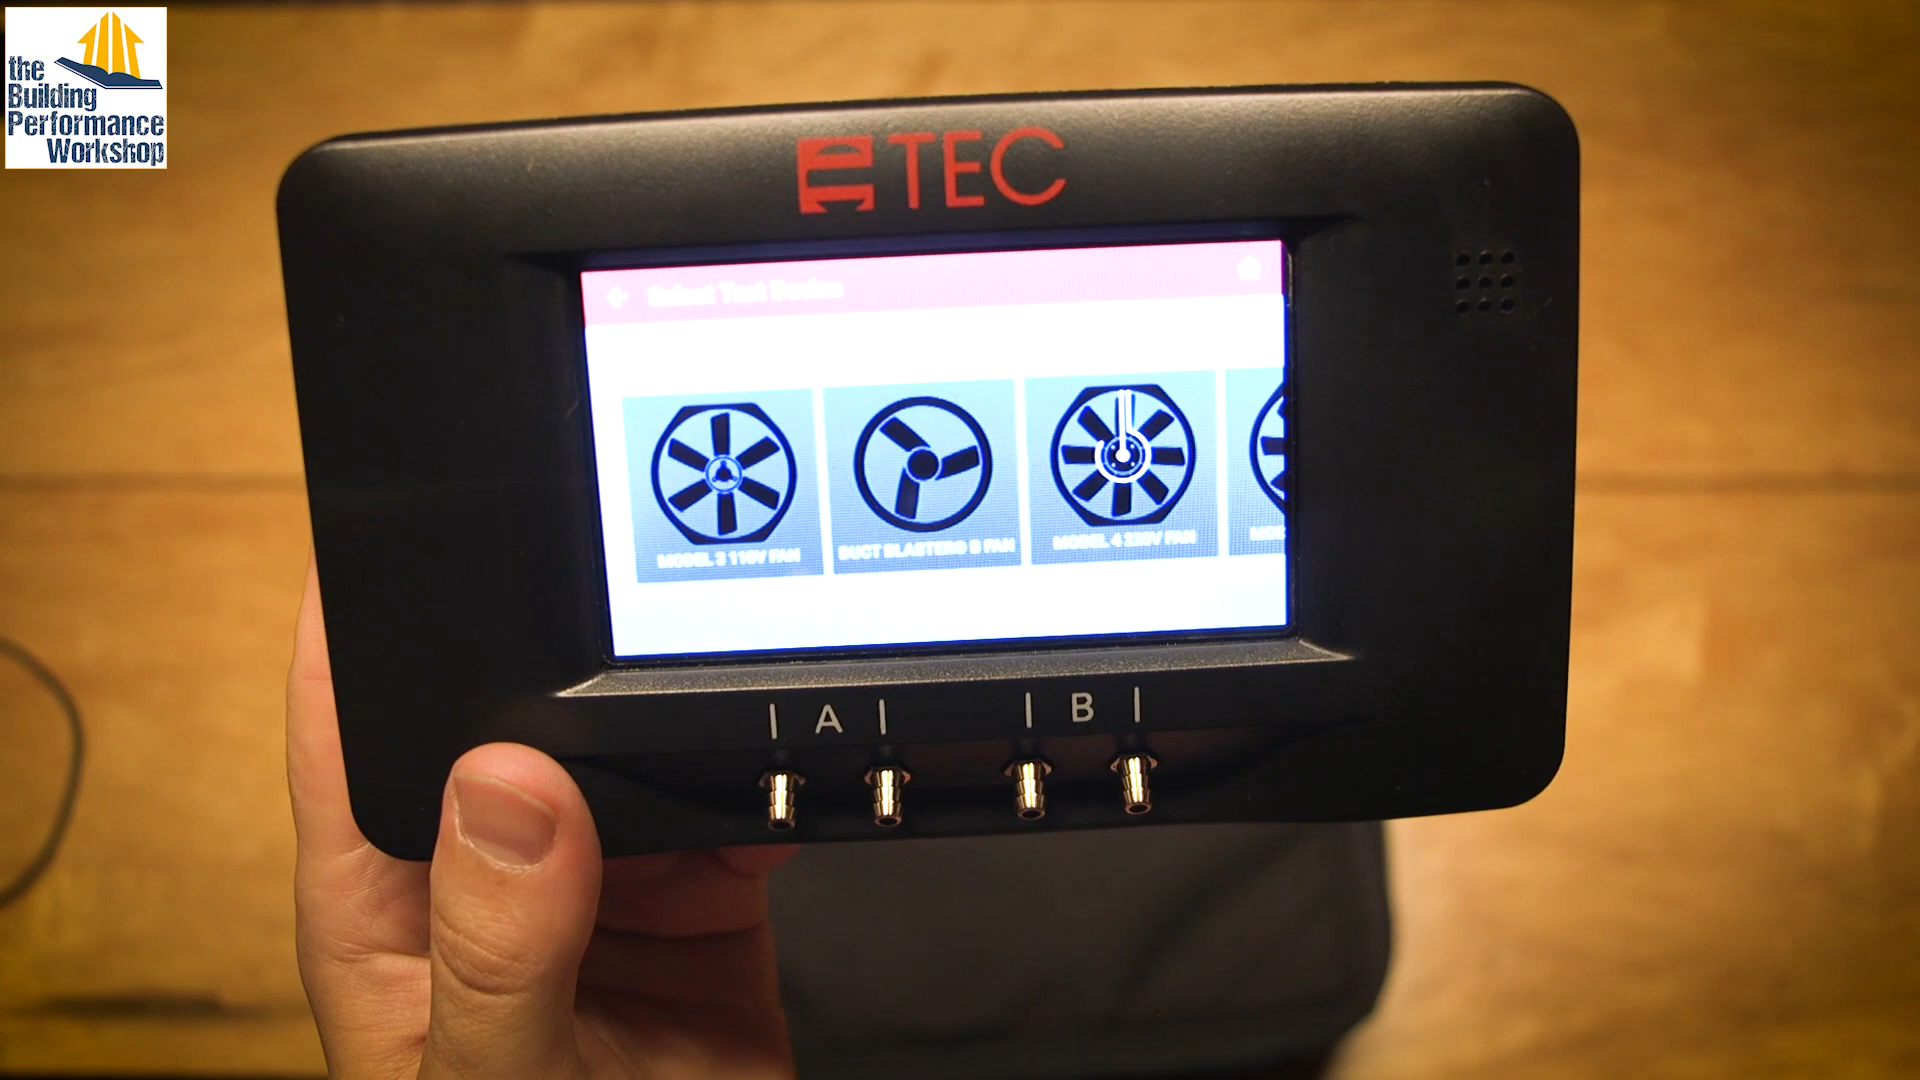 the
Building
Performance
Workshop
TEC
Select Test Device
MODEL 3 110V FAN
DUCT BLASTER® B FAN
MODEL 4 230V FAN
A
B